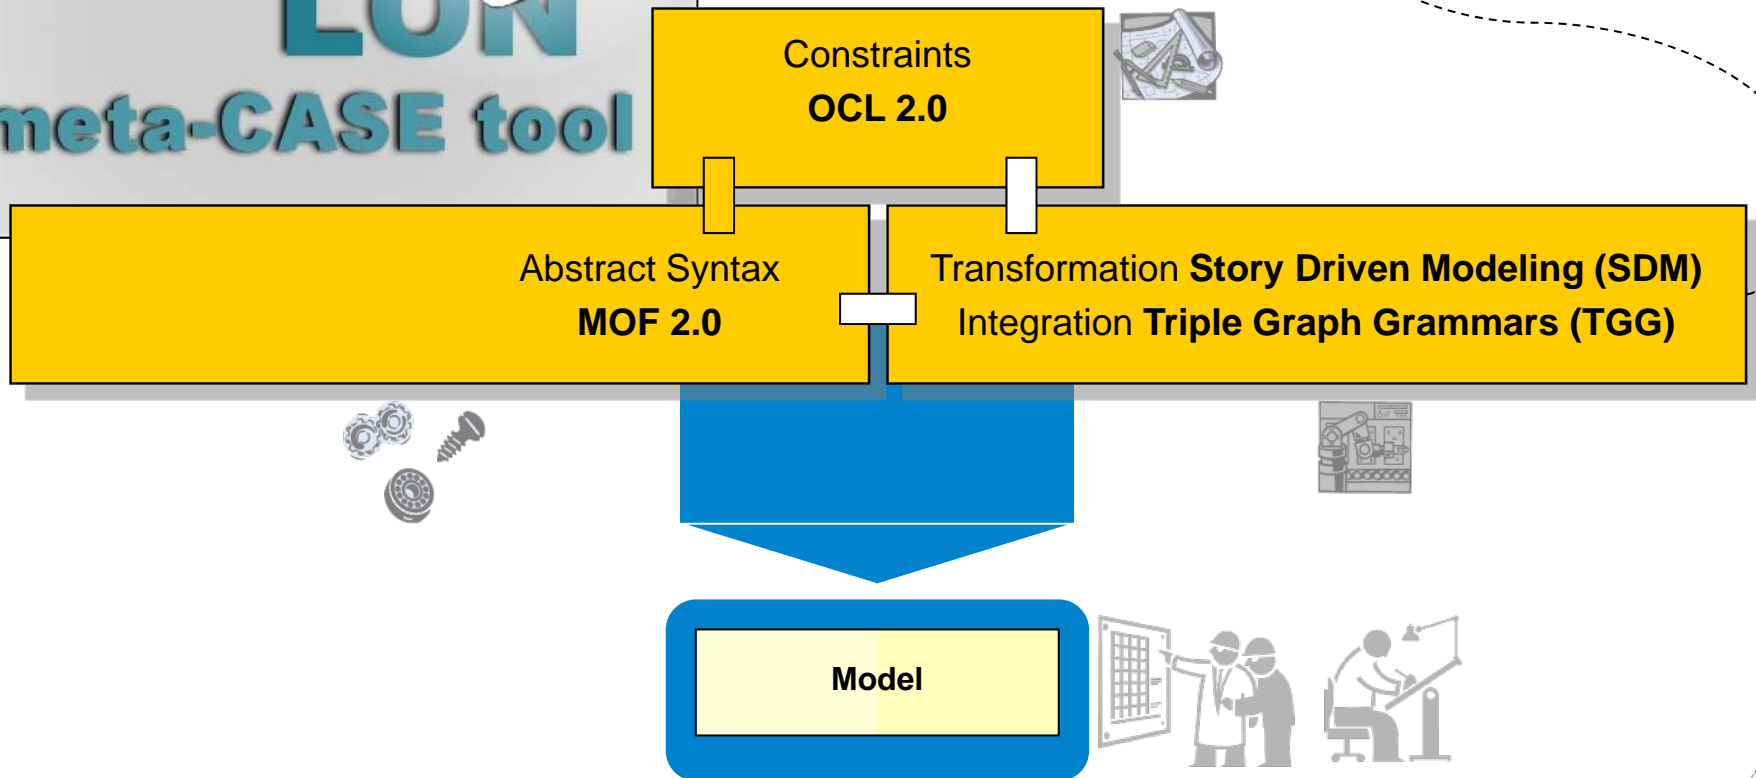 LON
meta-CASE tool
Constraints
OCL 2.0
Abstract Syntax
MOF 2.0
Transformation Story Driven Modeling (SDM)
Integration Triple Graph Grammars (TGG)
Model